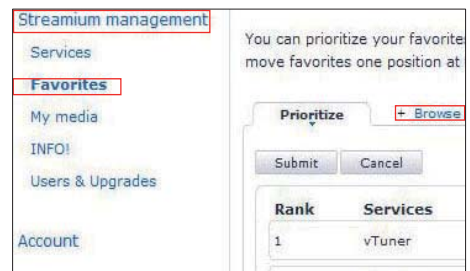 Streamium management
Services
Favorites
My media
INFO!
Users & Upgrades
Account
You can prioritize your favorite
move favorites one position at
Prioritize
+ Browse
Submit Cancel
Rank Services
1 vTuner